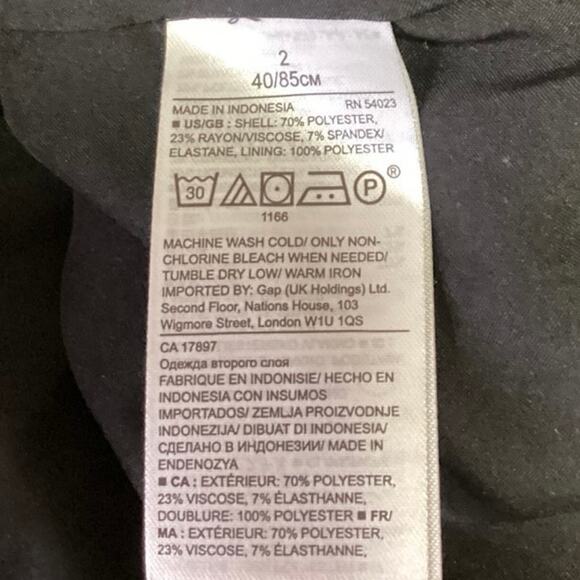 2
40/85CM
MADE IN INDONESIA RN 54023
■ US/GB : SHELL: 70% POLYESTER,
23% RAYON/VISCOSE, 7% SPANDEX/
ELASTANE, LINING: 100% POLYESTER
30 P ®
1166
MACHINE WASH COLD/ ONLY NON-
CHLORINE BLEACH WHEN NEEDED/
TUMBLE DRY LOW/ WARM IRON
IMPORTED BY: Gap (UK Holdings) Ltd.
Second Floor, Nations House, 103
Wigmore Street, London W1U 1QS
CA 17897
Одежда второго слоя
FABRIQUE EN INDONISIE/ HECHO EN
INDONESIA CON INSUMOS
IMPORTADOS/ ZEMLJA PROIZVODNJE
INDONEZIJA/ DIBUAT DI INDONESIA/
СДЕЛАНО В ИНДОНЕЗИИ/ MADE IN
ENDENOZYA
■ CA : EXTÉRIEUR: 70% POLYESTER,
23% VISCOSE, 7% ÉLASTHANNE,
DOUBLURE: 100% POLYESTER ■ FR/
MA : EXTÉRIEUR: 70% POLYESTER,
23% VISCOSE, 7% ÉLASTHANNE,